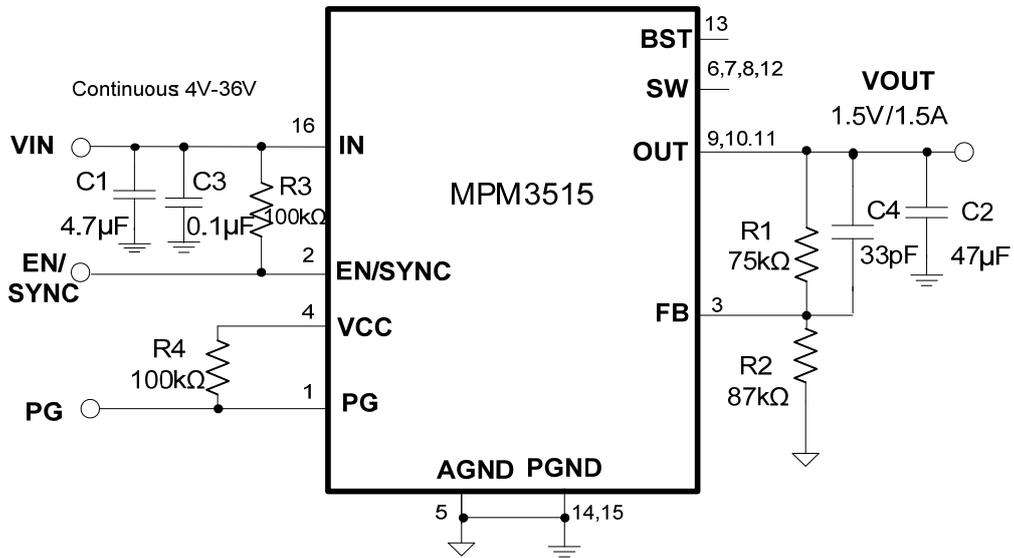 BST
13
SW
6,7,8,12
Continuous: 4V-36V
VOUT
1.5V/1.5A
VIN
16
IN
OUT
9,10.11
MPM3515
C1
4.7µF
C3
0.1µF
R3
100kΩ
EN/
SYNC
2
EN/SYNC
R1
75kΩ
C4
33pF
C2
47µF
FB
3
4
VCC
R4
100kΩ
R2
87kΩ
PG
1
PG
AGND
PGND
5
14,15